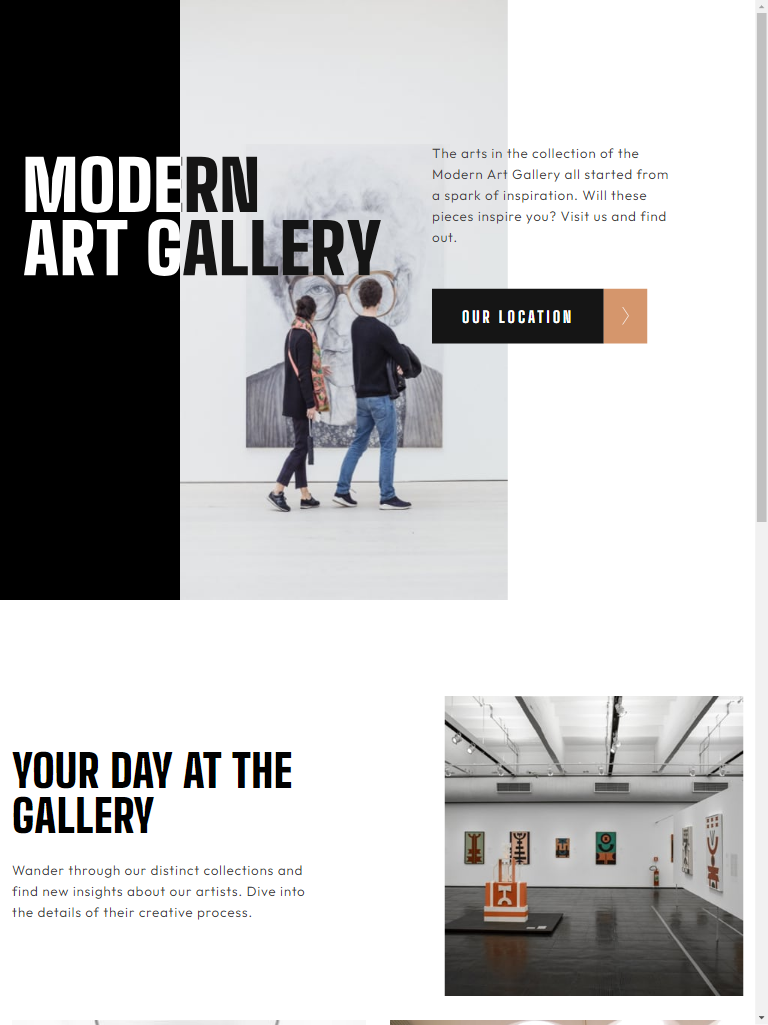 MODERN
ART GALLERY
The arts in the collection of the
Modern Art Gallery all started from
a spark of inspiration. Will these
pieces inspire you? Visit us and find
out.
OUR LOCATION
YOUR DAY AT THE
GALLERY
Wander through our distinct collections and
find new insights about our artists. Dive into
the details of their creative process.